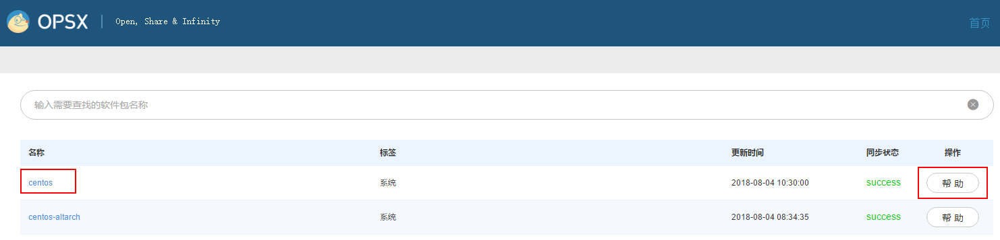 OPSX Open, Share & Infinity 首页
输入需要查找的软件包名称
名称 标签 更新时间 同步状态 操作
centos 系统 2018-08-04 10:30:00 success 帮 助
centos-altarch 系统 2018-08-04 08:34:35 success 帮 助